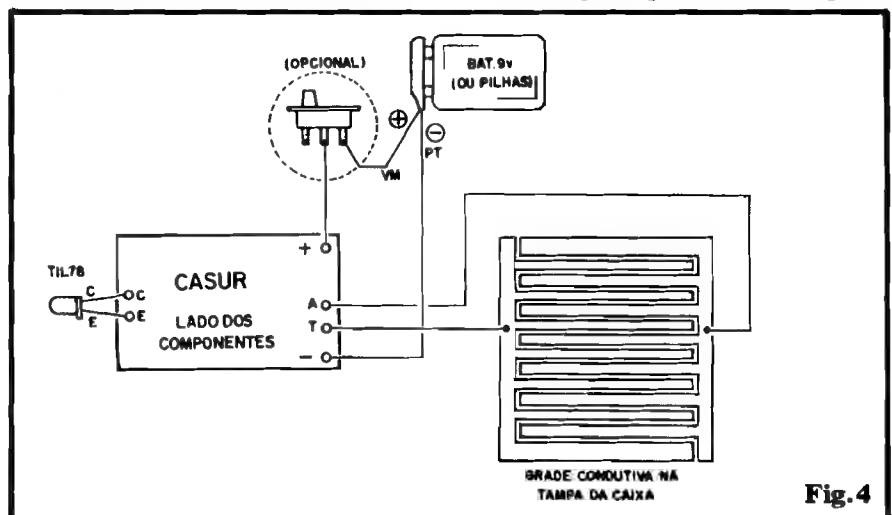 (OPCIONAL)
BAT. 9v
(OU PILHAS)
+
−
PT
VM
TIL78
C
E
C
E
CASUR
LADO DOS
COMPONENTES
+
A
T
−
GRADE CONDUTIVA NA
TAMPA DA CAIXA
Fig. 4